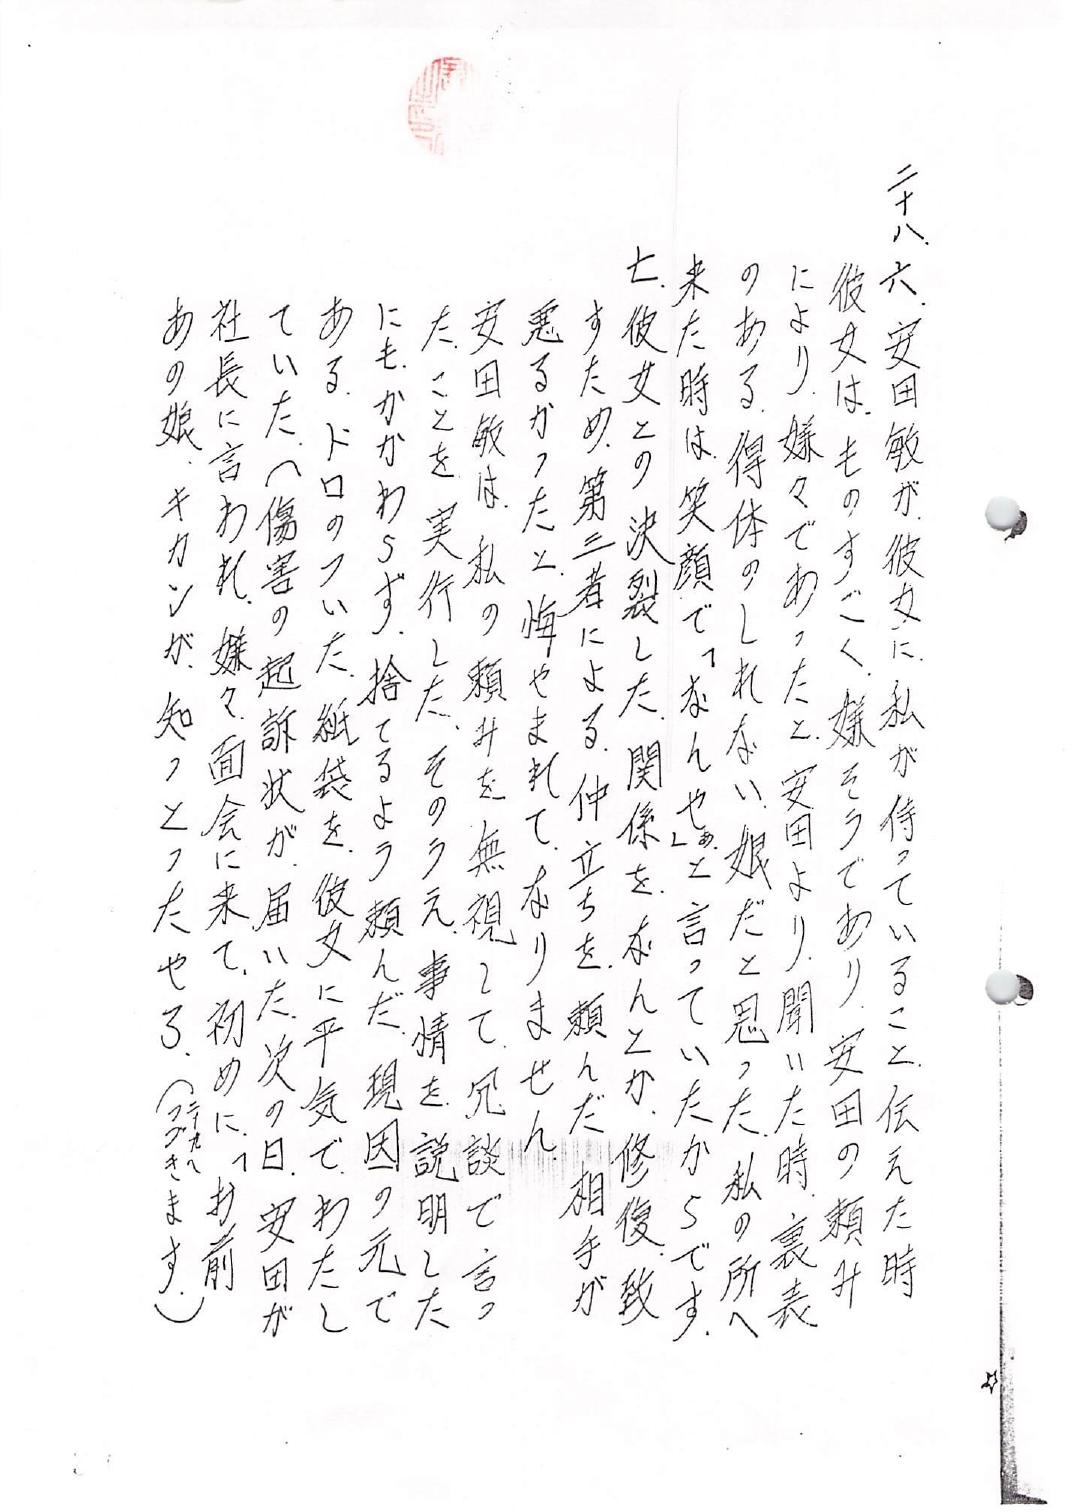 二十八、六、安田敏が、彼女に、私が待っていること、伝えた時
彼女は、ものすごく、嫌そうであり、安田の頼み
により、嫌々であったと、安田より、聞いた時、裏表
のある、得体のしれない、娘だと思った、私の所へ
来た時は、笑顔で「なんやぁ」と言っていたからです、
七、彼女との、決裂した、関係を、なんとか、修復、致
すため、第三者による、仲立ちを、頼んだ、相手が
悪るかったと、悔やまれて、なりません
安田敏は、私の頼みを、無視して、冗談で言っ
た、ことを、実行した、そのうえ、事情を、説明した
にも、かかわらず、捨てるよう頼んだ、現因の元で
ある、ドロのついた、紙袋を、彼女に平気で、わたし
ていた、へ傷害の起訴状が、届いた、次の日、安田が
社長に言われ、嫌々、面会に来て、初めに、「お前
あの娘、キカンが、知っとったやろ、(二十九へつづきます、)